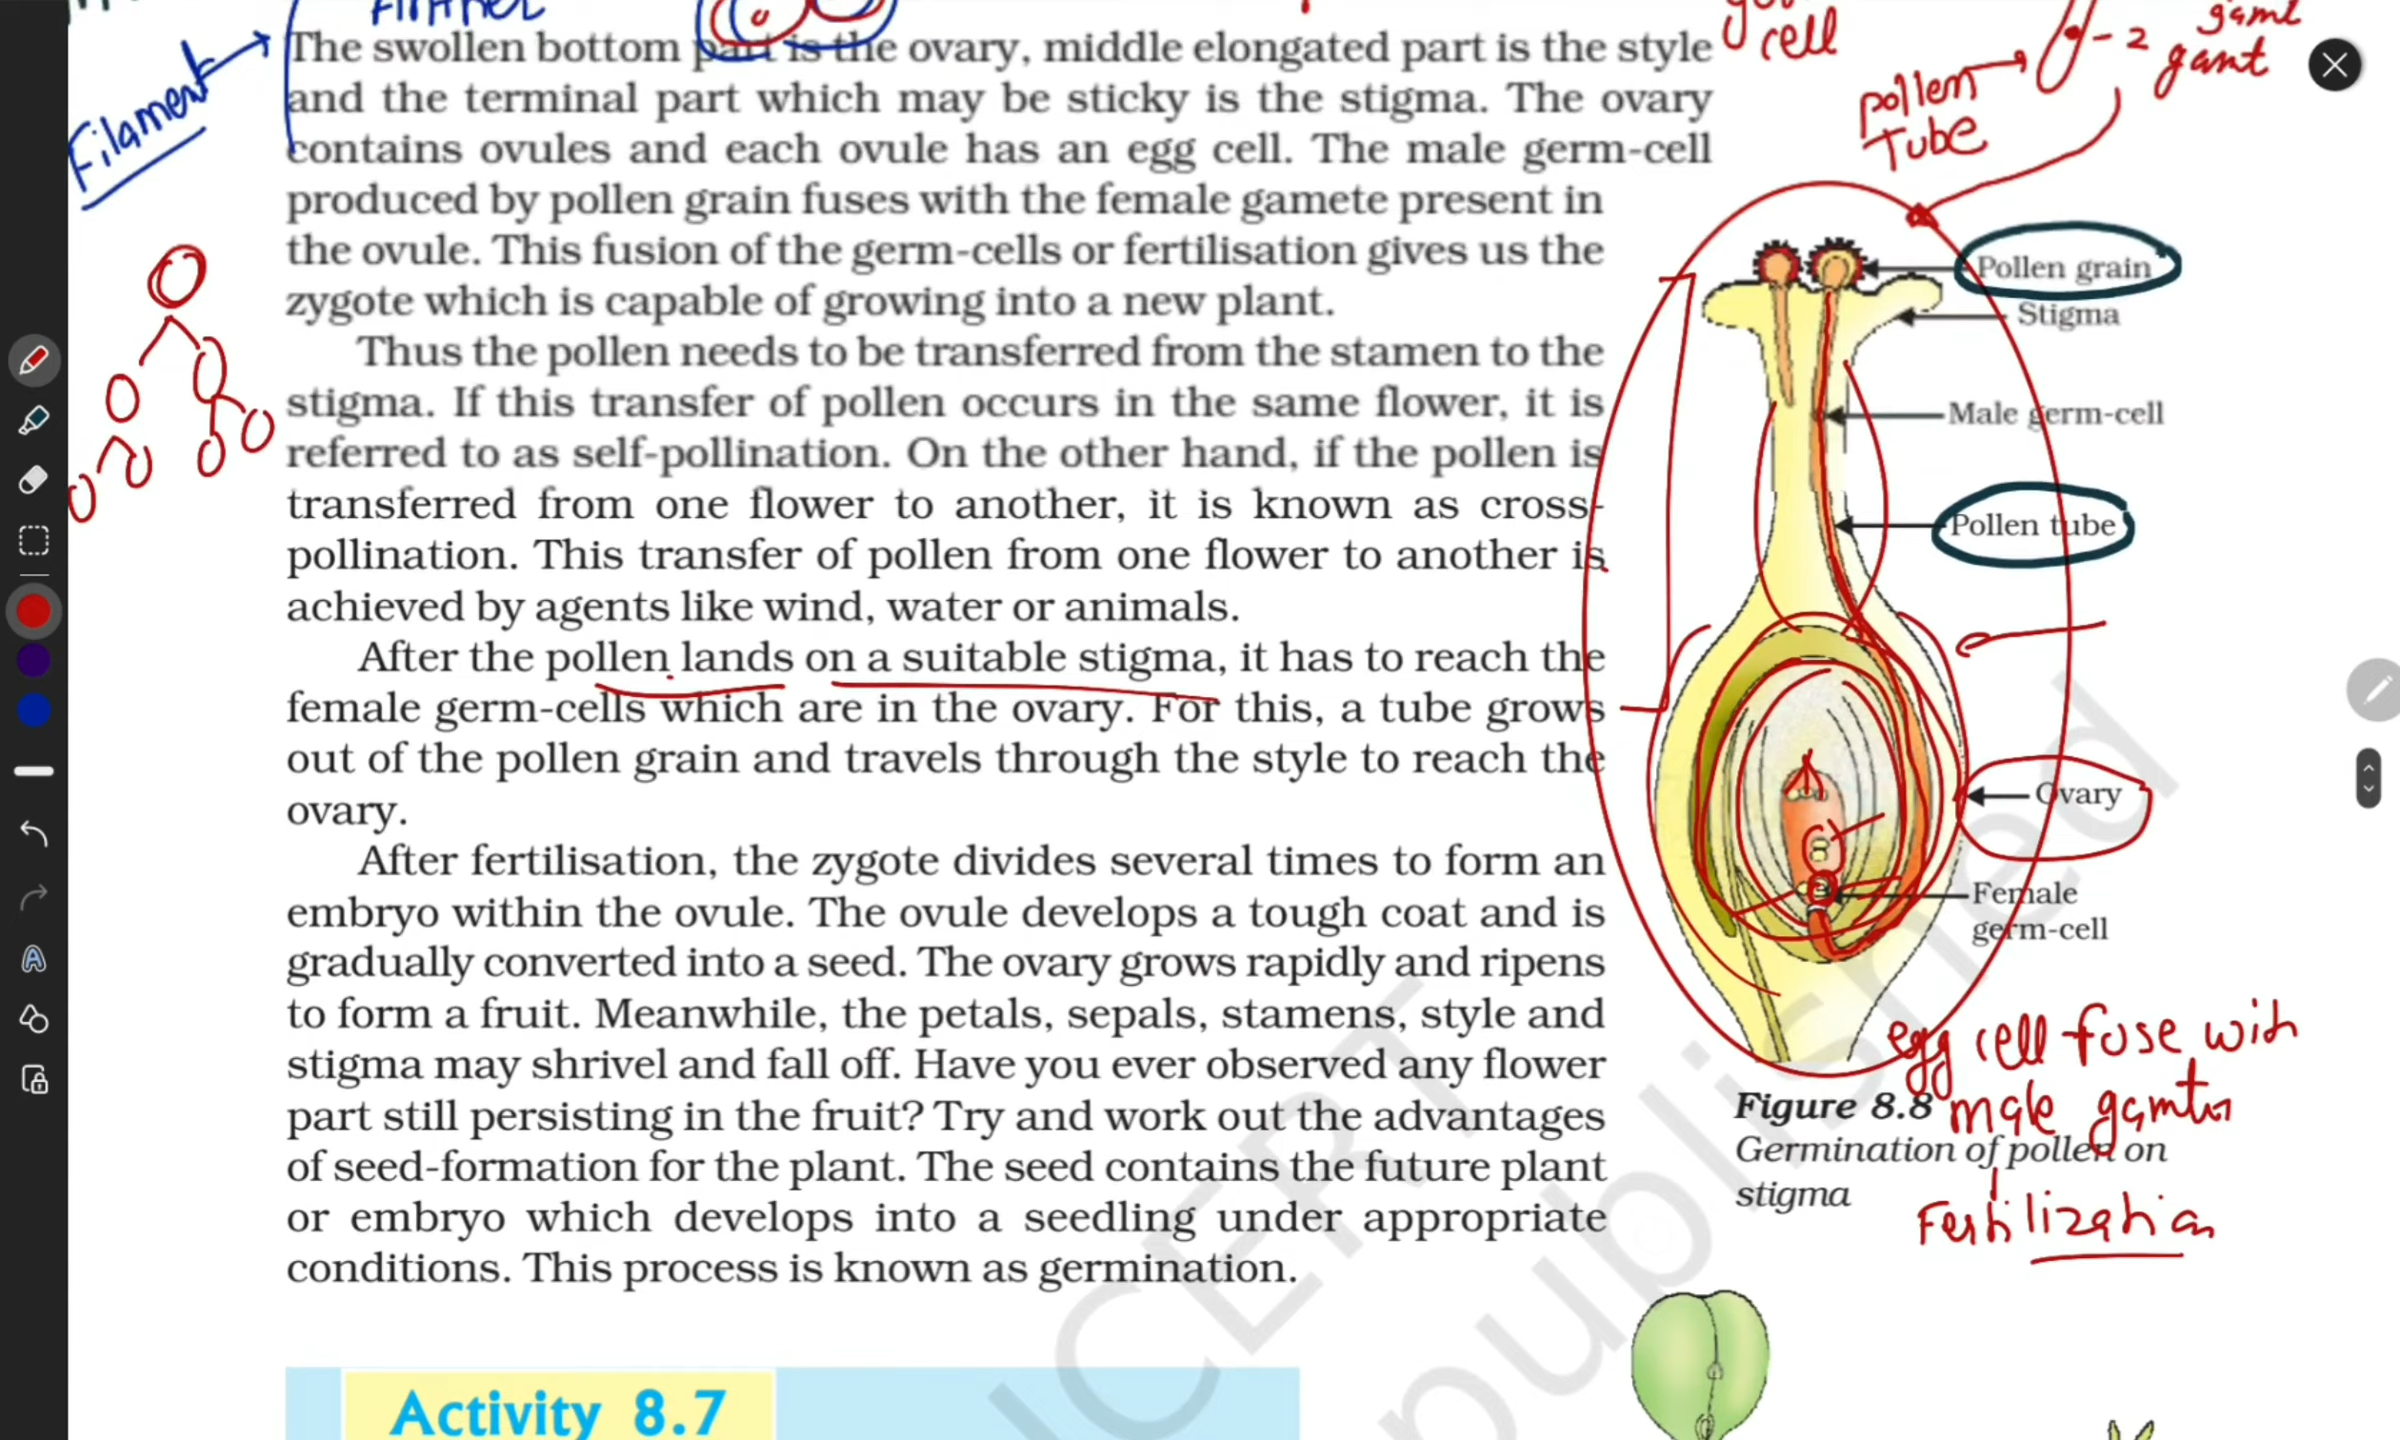 The swollen bottom part is the ovary, middle elongated part is the style
and the terminal part which may be sticky is the stigma. The ovary
contains ovules and each ovule has an egg cell. The male germ-cell
produced by pollen grain fuses with the female gamete present in
the ovule. This fusion of the germ-cells or fertilisation gives us the
zygote which is capable of growing into a new plant.
Thus the pollen needs to be transferred from the stamen to the
stigma. If this transfer of pollen occurs in the same flower, it is
referred to as self-pollination. On the other hand, if the pollen is
transferred from one flower to another, it is known as cross-
pollination. This transfer of pollen from one flower to another is
achieved by agents like wind, water or animals.
After the pollen lands on a suitable stigma, it has to reach the
female germ-cells which are in the ovary. For this, a tube grows
out of the pollen grain and travels through the style to reach the
ovary.
After fertilisation, the zygote divides several times to form an
embryo within the ovule. The ovule develops a tough coat and is
gradually converted into a seed. The ovary grows rapidly and ripens
to form a fruit. Meanwhile, the petals, sepals, stamens, style and
stigma may shrivel and fall off. Have you ever observed any flower
part still persisting in the fruit? Try and work out the advantages
of seed-formation for the plant. The seed contains the future plant
or embryo which develops into a seedling under appropriate
conditions. This process is known as germination.
Activity 8.7
Filament
cell
- 2
pollen
Tube
Pollen grain
Stigma
Male germ-cell
Pollen tube
Ovary
Female
germ-cell
egg cell fuse with
male
Figure 8.8
Germination of pollen on
stigma
Fertilization
NCERT
published